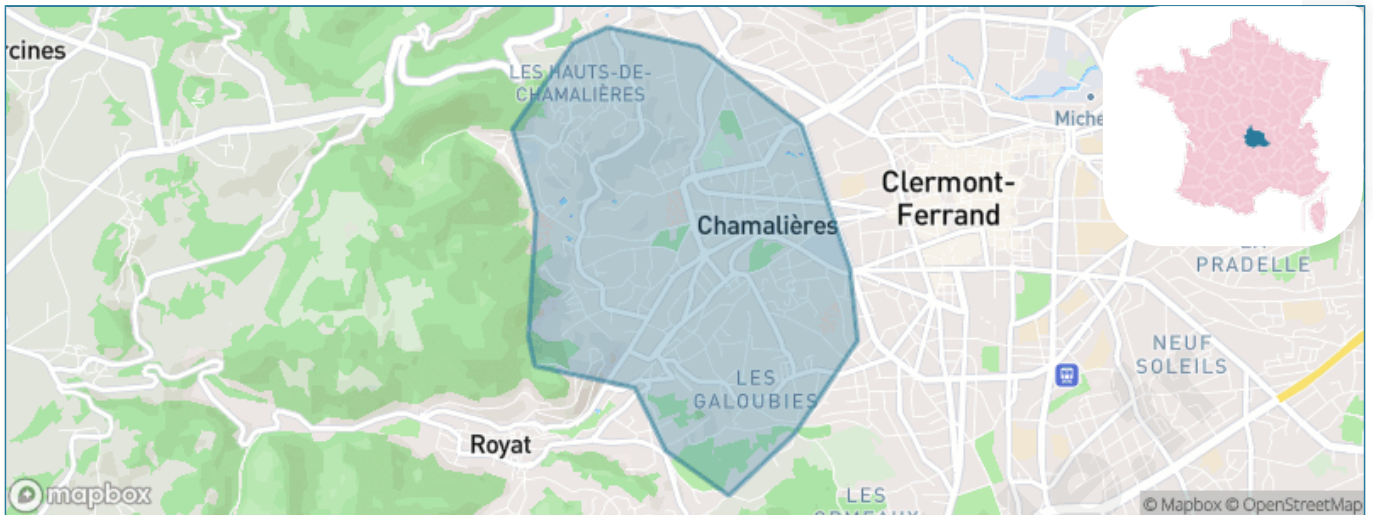 rcines
LES HAUTS-DE-
CHAMALIÈRES
Miche
Clermont-
Ferrand
Chamalières
PRADELLE
NEUF
SOLEILS
LES
GALOUBIES
Royat
LES
mapbox
© Mapbox © OpenStreetMap